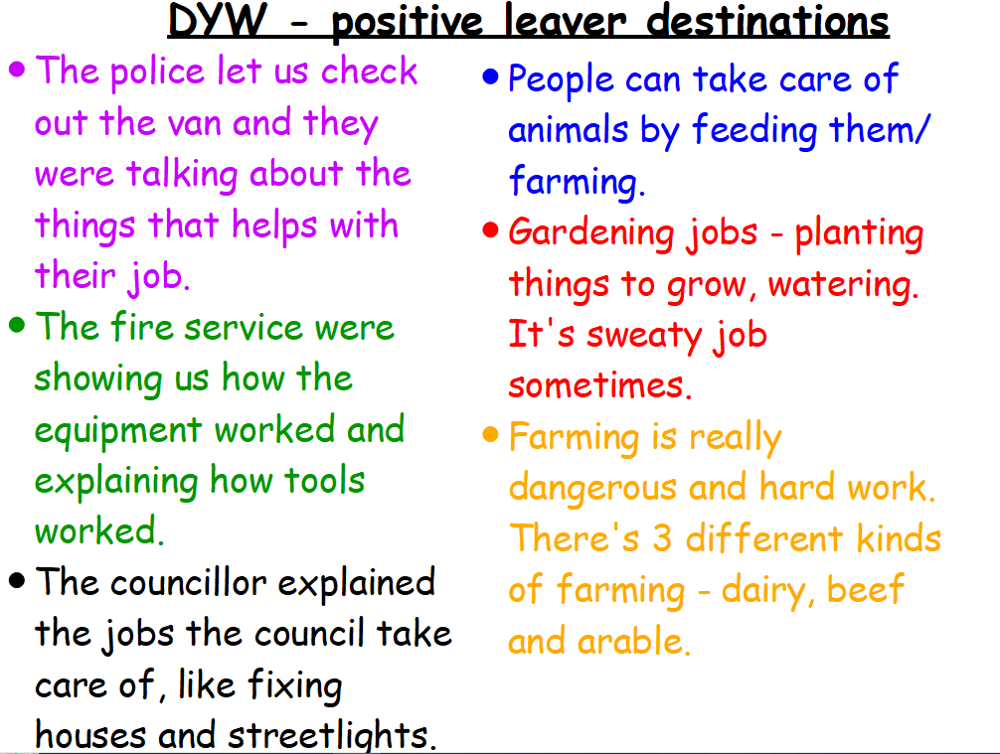 DYW - positive leaver destinations
• The police let us check
out the van and they
were talking about the
things that helps with
their job.
• The fire service were
showing us how the
equipment worked and
explaining how tools
worked.
• The councillor explained
the jobs the council take
care of, like fixing
houses and streetlights.
• People can take care of
animals by feeding them/
farming.
• Gardening jobs - planting
things to grow, watering.
It's sweaty job
sometimes.
• Farming is really
dangerous and hard work.
There's 3 different kinds
of farming - dairy, beef
and arable.